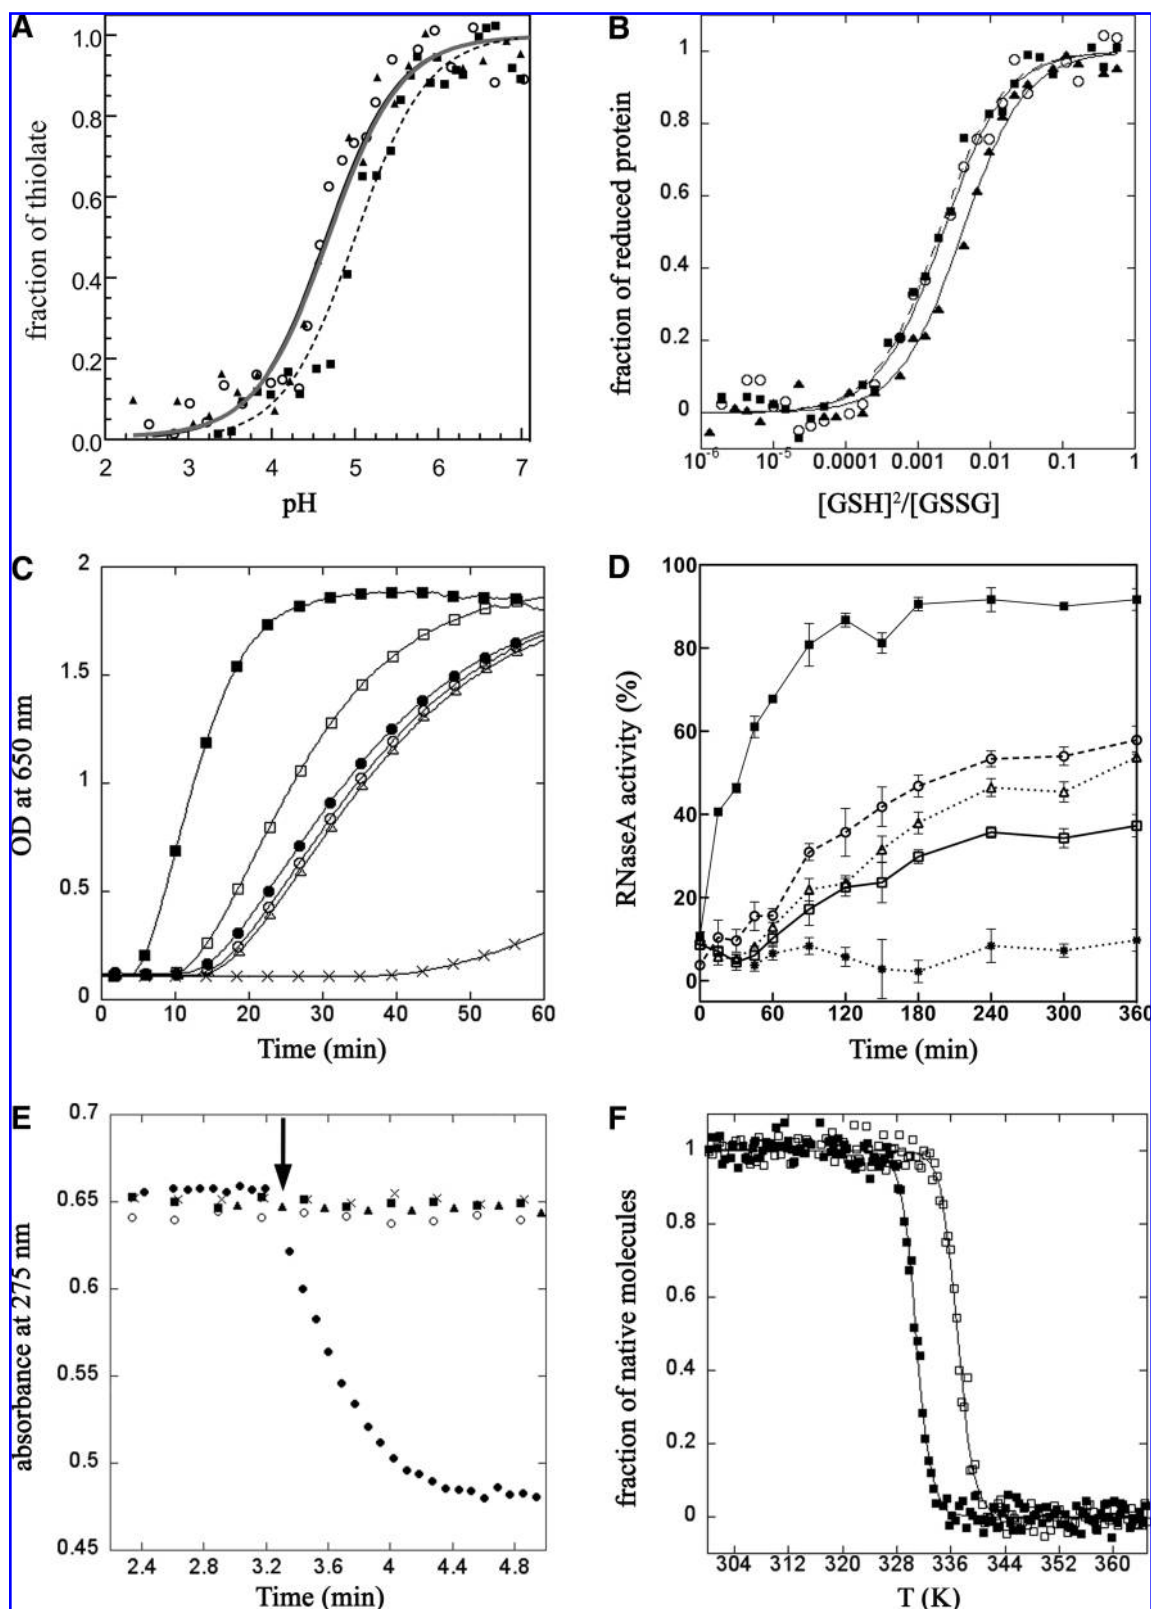 A
1.0
0.8
0.6
0.4
0.2
0.0
fraction of thiolate
2 3 4 5 6 7
pH
B
1
0.8
0.6
0.4
0.2
0
fraction of reduced protein
10⁻⁶ 10⁻⁵ 0.0001 0.001 0.01 0.1 1
[GSH]²/[GSSG]
C
2
1.5
1
0.5
0
OD at 650 nm
0 10 20 30 40 50 60
Time (min)
D
100
80
60
40
20
0
RNaseA activity (%)
0 60 120 180 240 300 360
Time (min)
E
0.7
0.65
0.6
0.55
0.5
0.45
absorbance at 275 nm
2.4 2.8 3.2 3.6 4 4.4 4.8
Time (min)
F
1
0.8
0.6
0.4
0.2
0
fraction of native molecules
304 312 320 328 336 344 352 360
T (K)